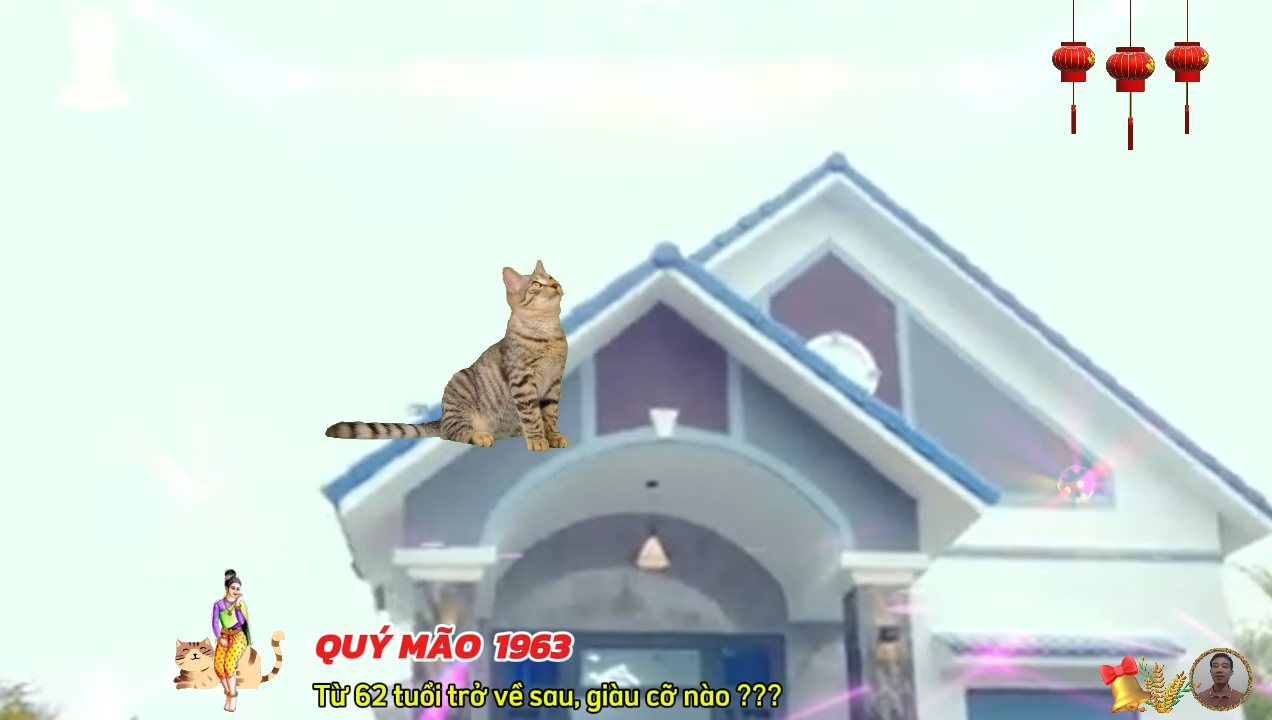 QUÝ MÃO 1963
Từ 62 tuổi trở về sau, giàu cỡ nào ???